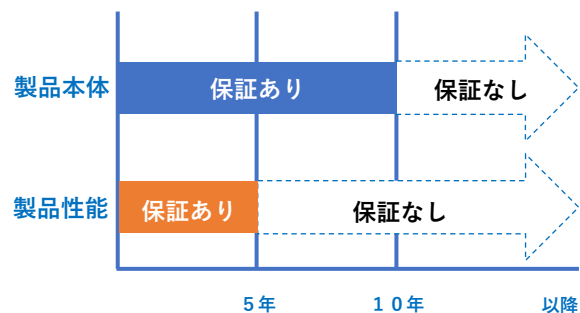 製品本体
保証あり
保証なし
製品性能
保証あり
保証なし
5年
１０年
以降